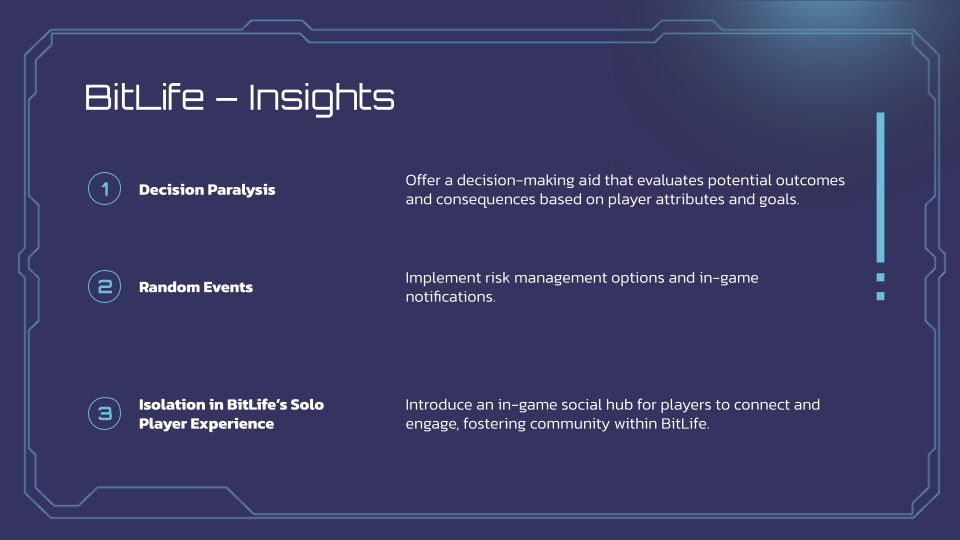 BitLife – Insights
1
Decision Paralysis
Offer a decision-making aid that evaluates potential outcomes
and consequences based on player attributes and goals.
2
Random Events
Implement risk management options and in-game
notifications.
3
Isolation in BitLife's Solo
Player Experience
Introduce an in-game social hub for players to connect and
engage, fostering community within BitLife.